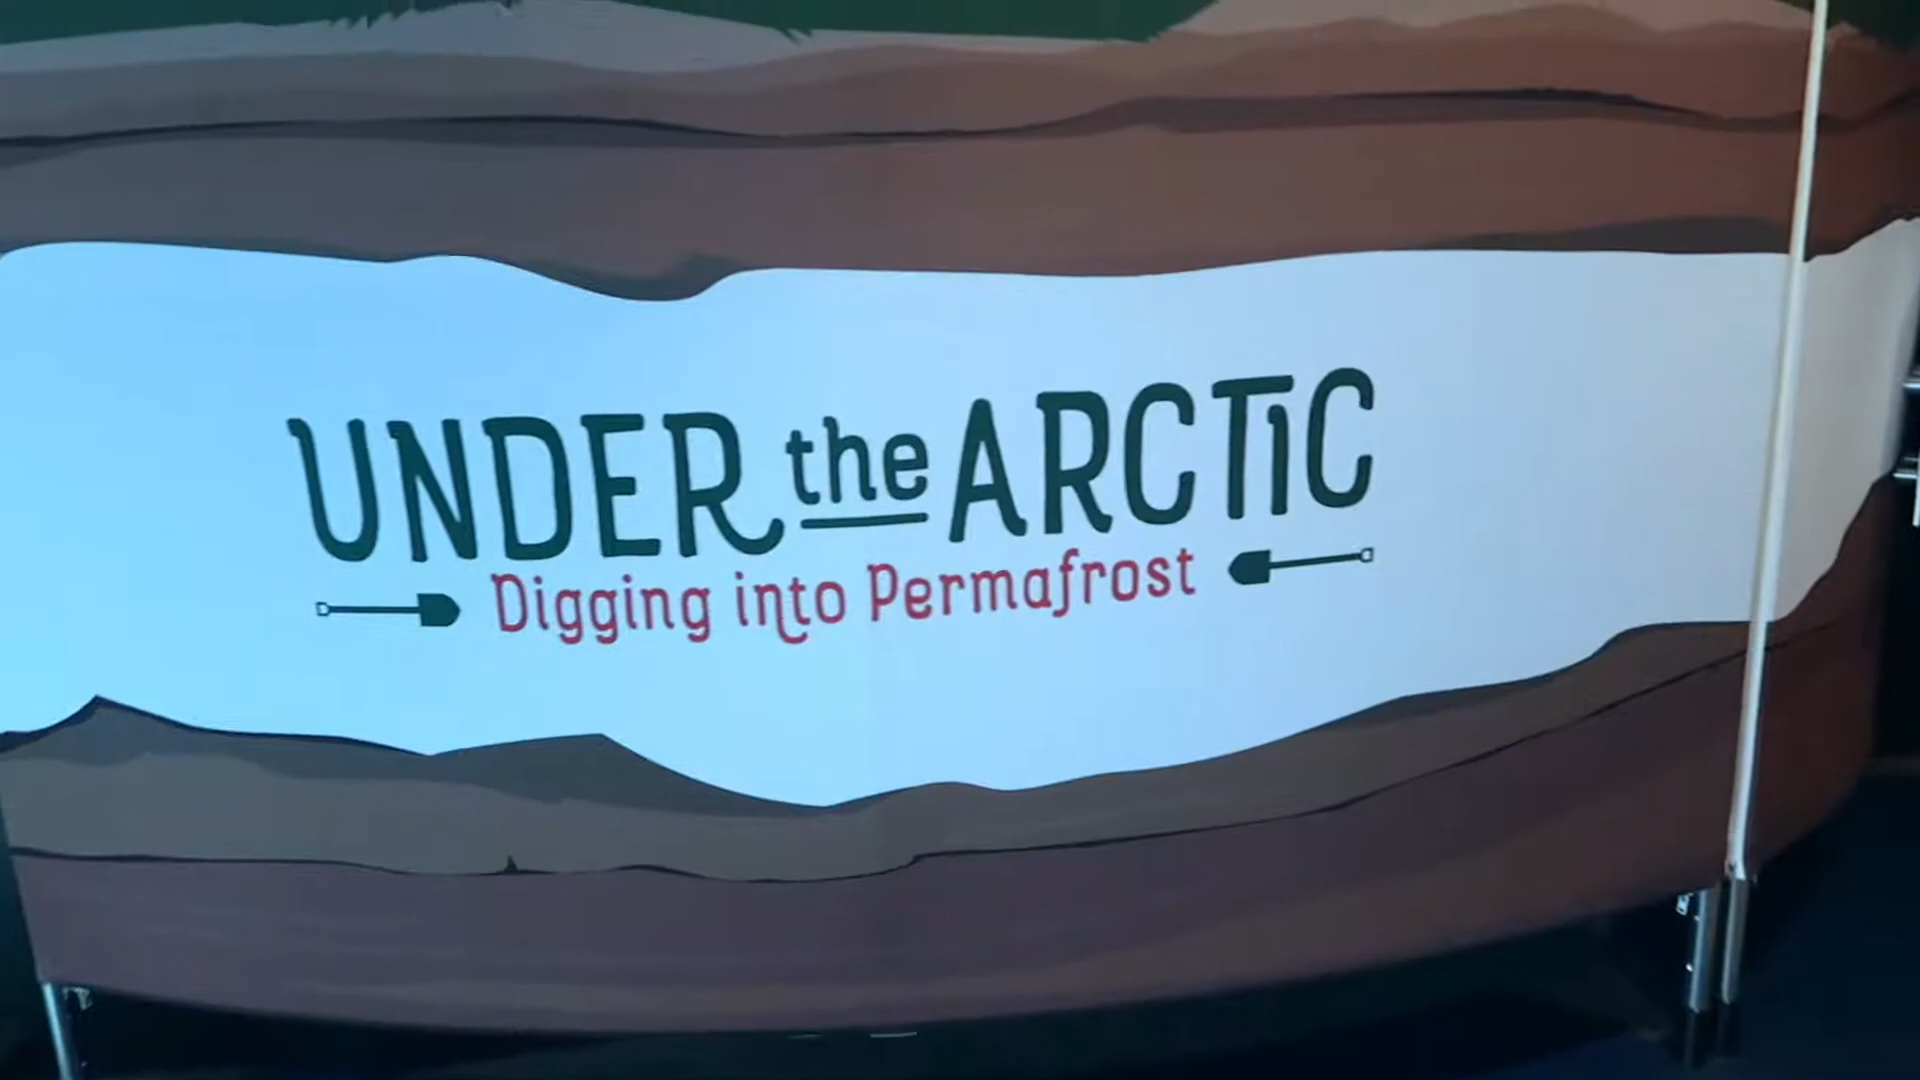 UNDER the ARCTIC
Digging into Permafrost